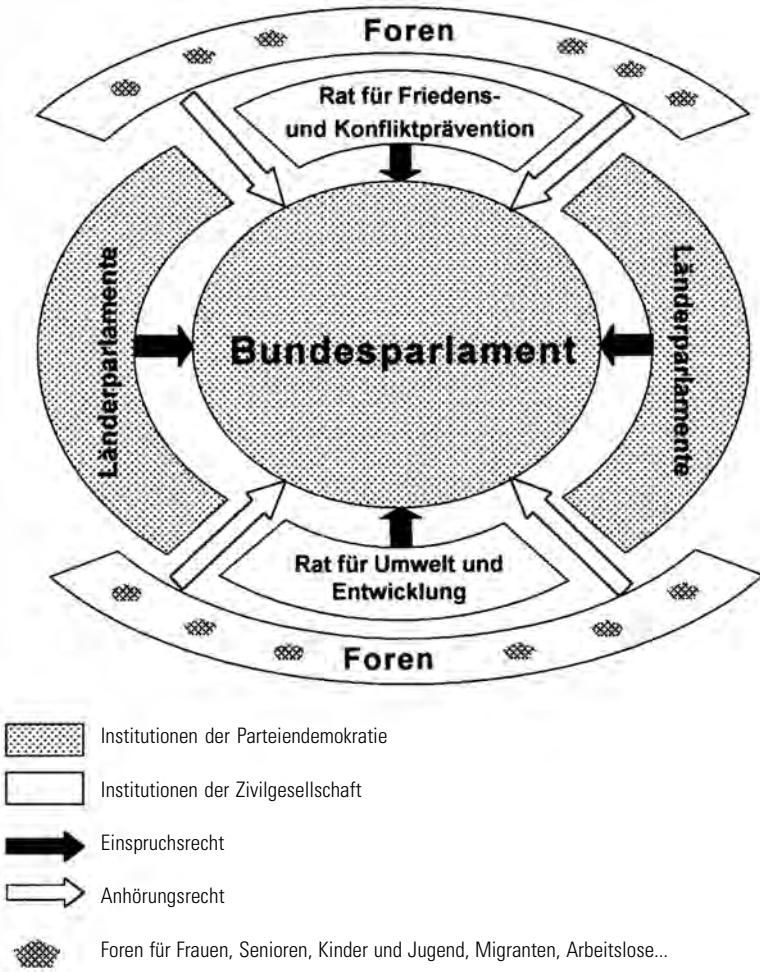 Foren
Rat für Friedens-
und Konfliktprävention
Länderparlamente
Bundesparlament
Länderparlamente
Rat für Umwelt und
Entwicklung
Foren
Institutionen der Parteiendemokratie
Institutionen der Zivilgesellschaft
Einspruchsrecht
Anhörungsrecht
Foren für Frauen, Senioren, Kinder und Jugend, Migranten, Arbeitslose...